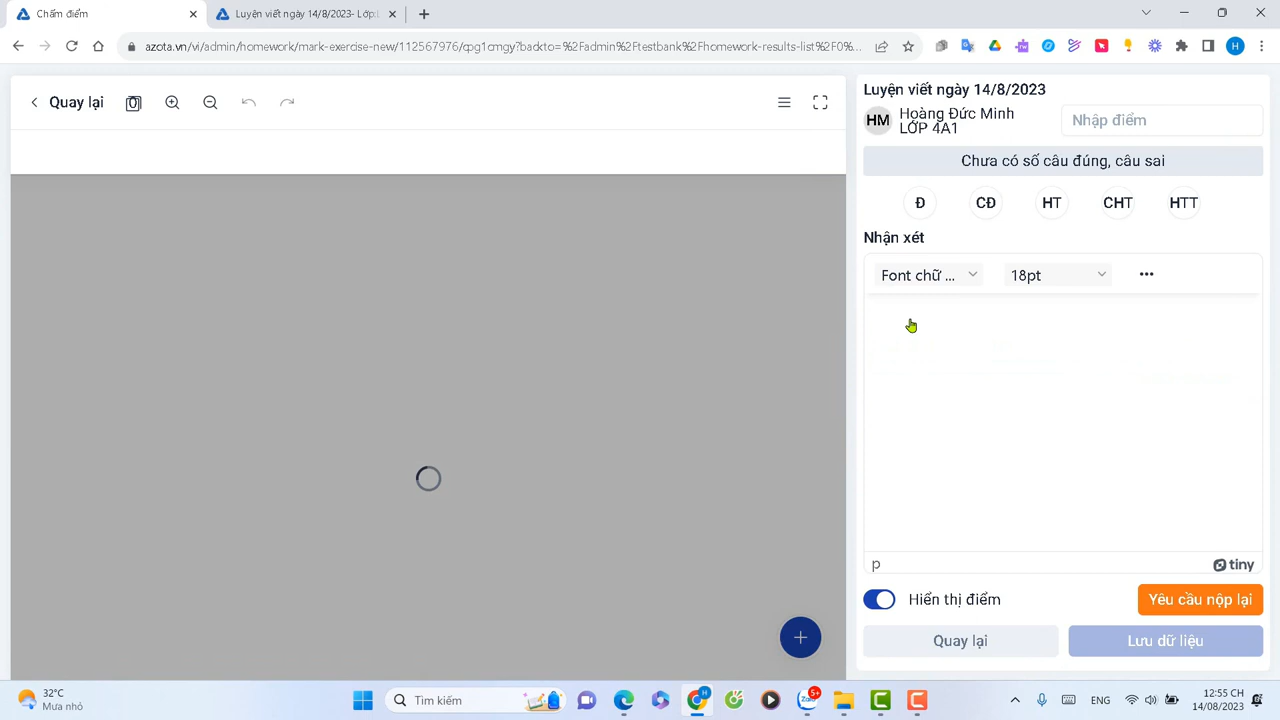 Chấm điểm
Luyện viết ngày 14/8/2023- Lớp:
azota.vn/vi/admin/homework/mark-exercise-new/112567976/cpg1cmgy?backto=%2Fadmin%2Ftestbank%2Fhomework-results-list%2F0%...
H
Quay lại
0
Luyện viết ngày 14/8/2023
HM
Hoàng Đức Minh
LỚP 4A1
Nhập điểm
Chưa có số câu đúng, câu sai
Đ CĐ HT CHT HTT
Nhận xét
Font chữ ... 18pt
p
tiny
Hiển thị điểm
Yêu cầu nộp lại
Quay lại
Lưu dữ liệu
32°C
Mưa nhỏ
Tìm kiếm
H
Zalo
5+
ENG
12:55 CH
14/08/2023